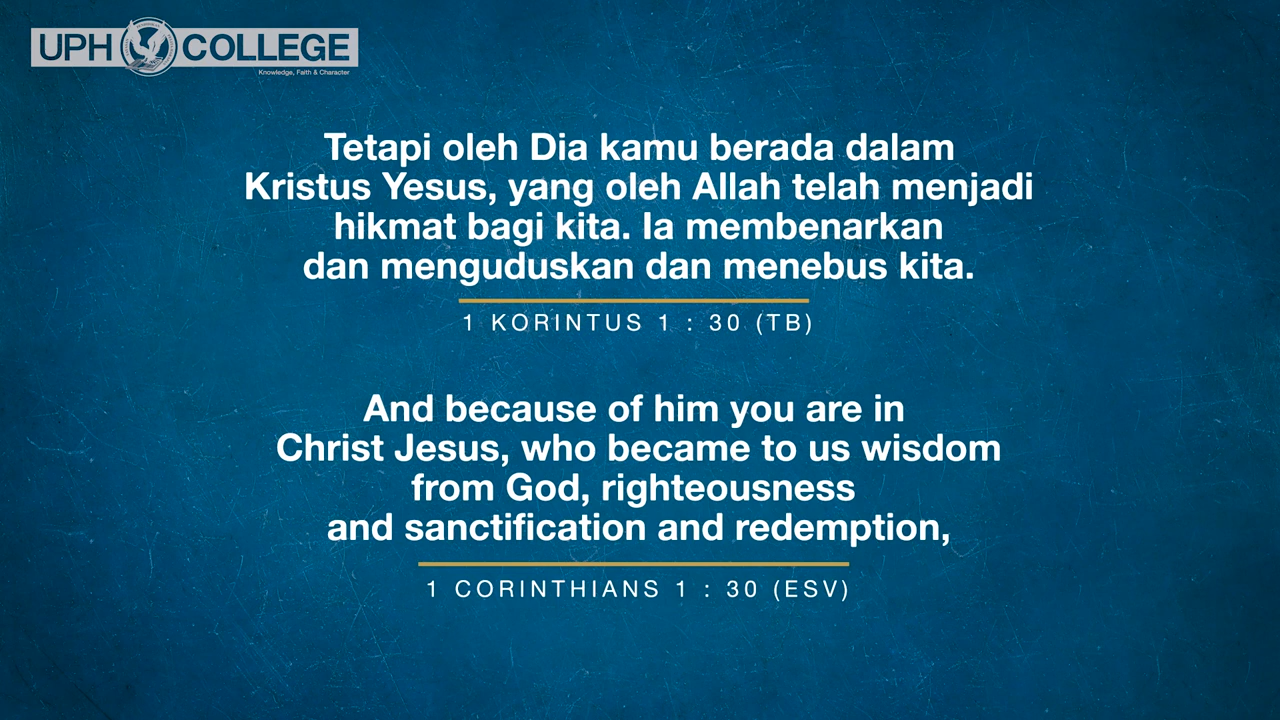 UPH COLLEGE
Knowledge, Faith & Character
Tetapi oleh Dia kamu berada dalam
Kristus Yesus, yang oleh Allah telah menjadi
hikmat bagi kita. Ia membenarkan
dan menguduskan dan menebus kita.
1 KORINTUS 1 : 30 (TB)
And because of him you are in
Christ Jesus, who became to us wisdom
from God, righteousness
and sanctification and redemption,
1 CORINTHIANS 1 : 30 (ESV)